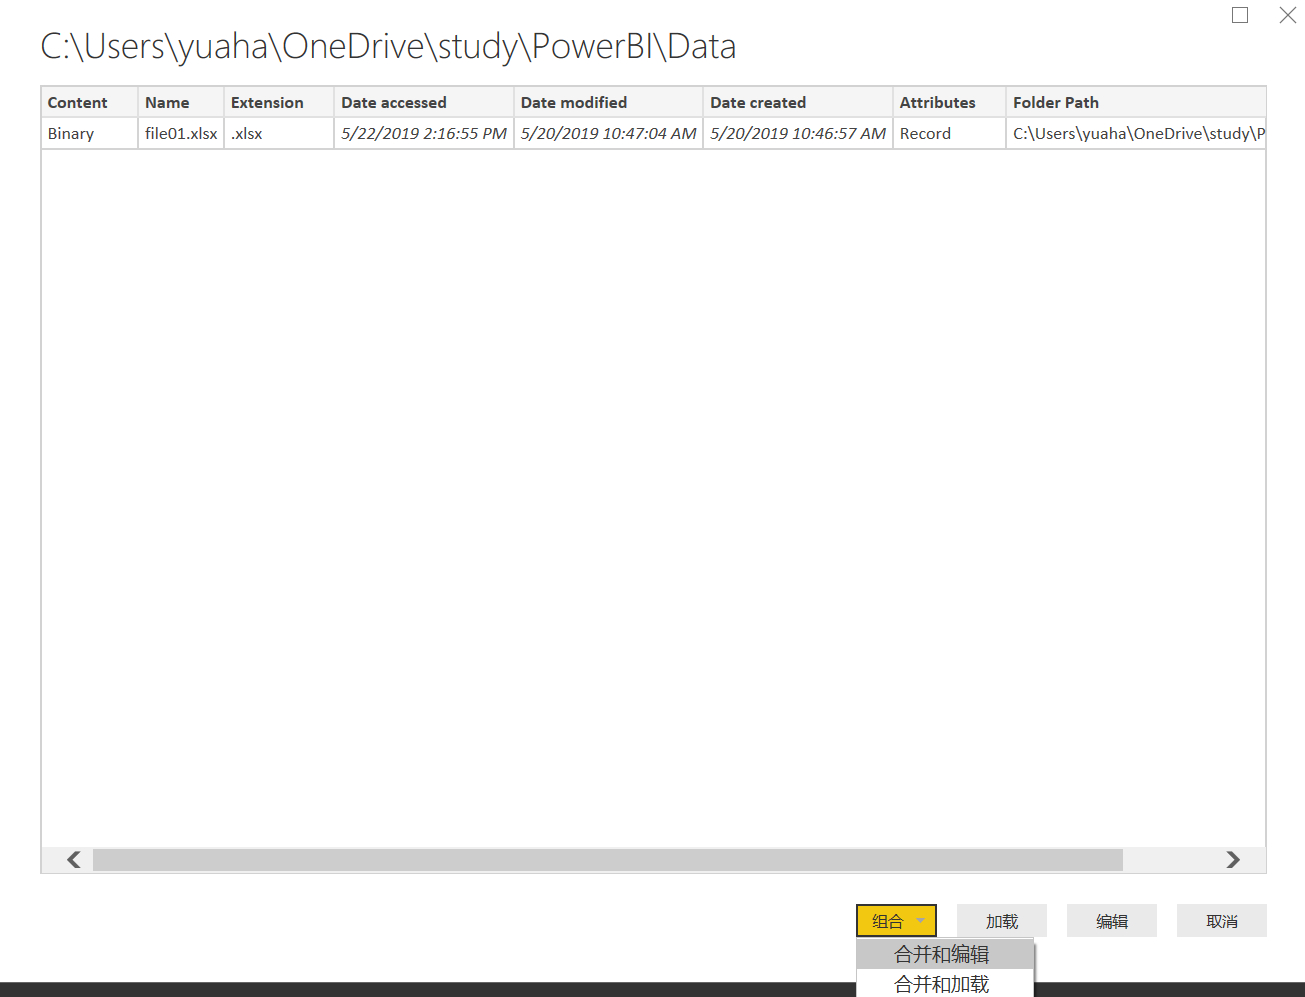 C:\Users\yuaha\OneDrive\study\PowerBI\Data
Content Name Extension Date accessed Date modified Date created Attributes Folder Path
Binary file01.xlsx .xlsx 5/22/2019 2:16:55 PM 5/20/2019 10:47:04 AM 5/20/2019 10:46:57 AM Record C:\Users\yuaha\OneDrive\study\P
组合 加载 编辑 取消
合并和编辑
合并和加载